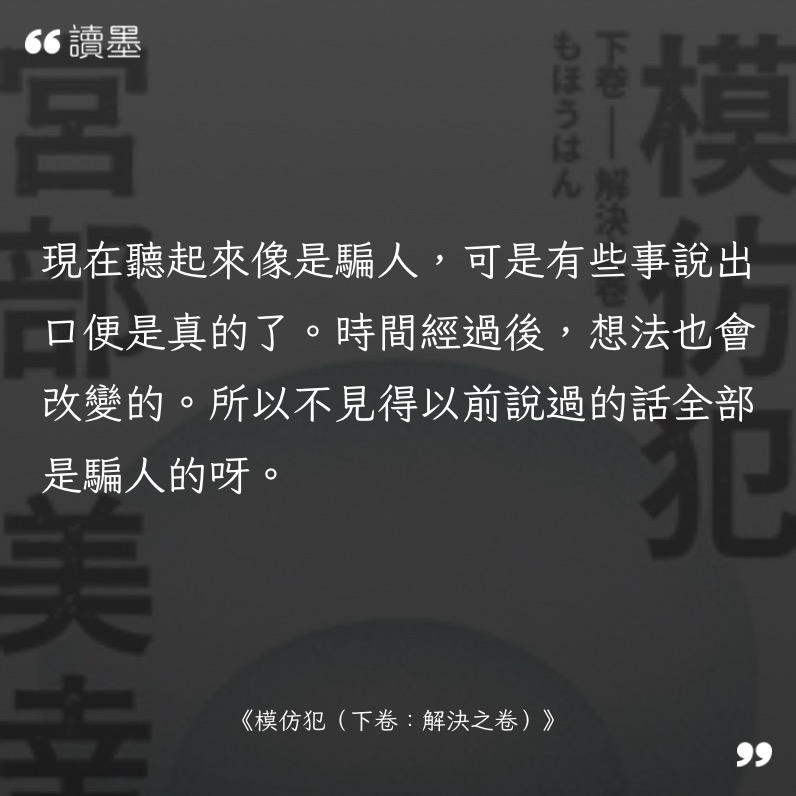 讀墨
宮部美幸
模仿犯
下卷—解決之卷
もほうはん
現在聽起來像是騙人，可是有些事說出
口便是真的了。時間經過後，想法也會
改變的。所以不見得以前說過的話全部
是騙人的呀。
《模仿犯（下卷：解決之卷）》